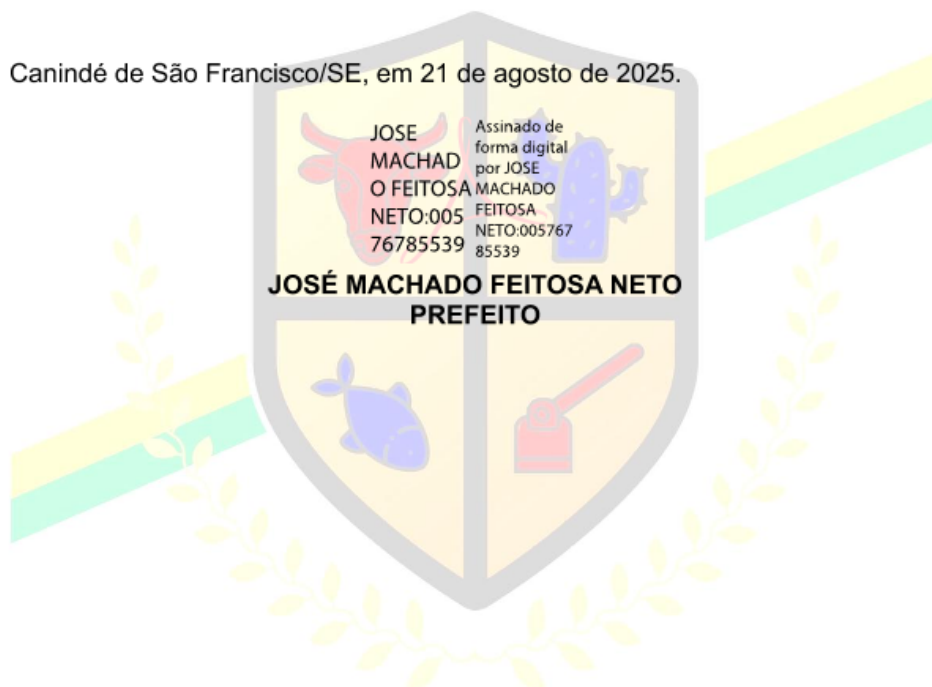 Canindé de São Francisco/SE, em 21 de agosto de 2025.
JOSE
MACHAD
O FEITOSA
NETO:005
76785539
Assinado de
forma digital
por JOSE
MACHADO
FEITOSA
NETO:005767
85539
JOSÉ MACHADO FEITOSA NETO
PREFEITO